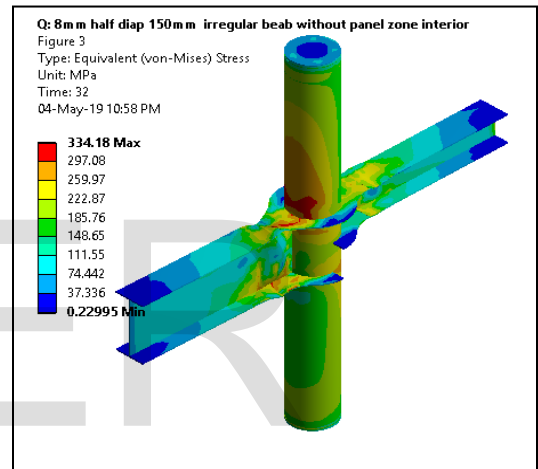 Q: 8mm half diap 150mm irregular beab without panel zone interior
Figure 3
Type: Equivalent (von-Mises) Stress
Unit: MPa
Time: 32
04-May-19 10:58 PM
334.18 Max
297.08
259.97
222.87
185.76
148.65
111.55
74.442
37.336
0.22995 Min
ER